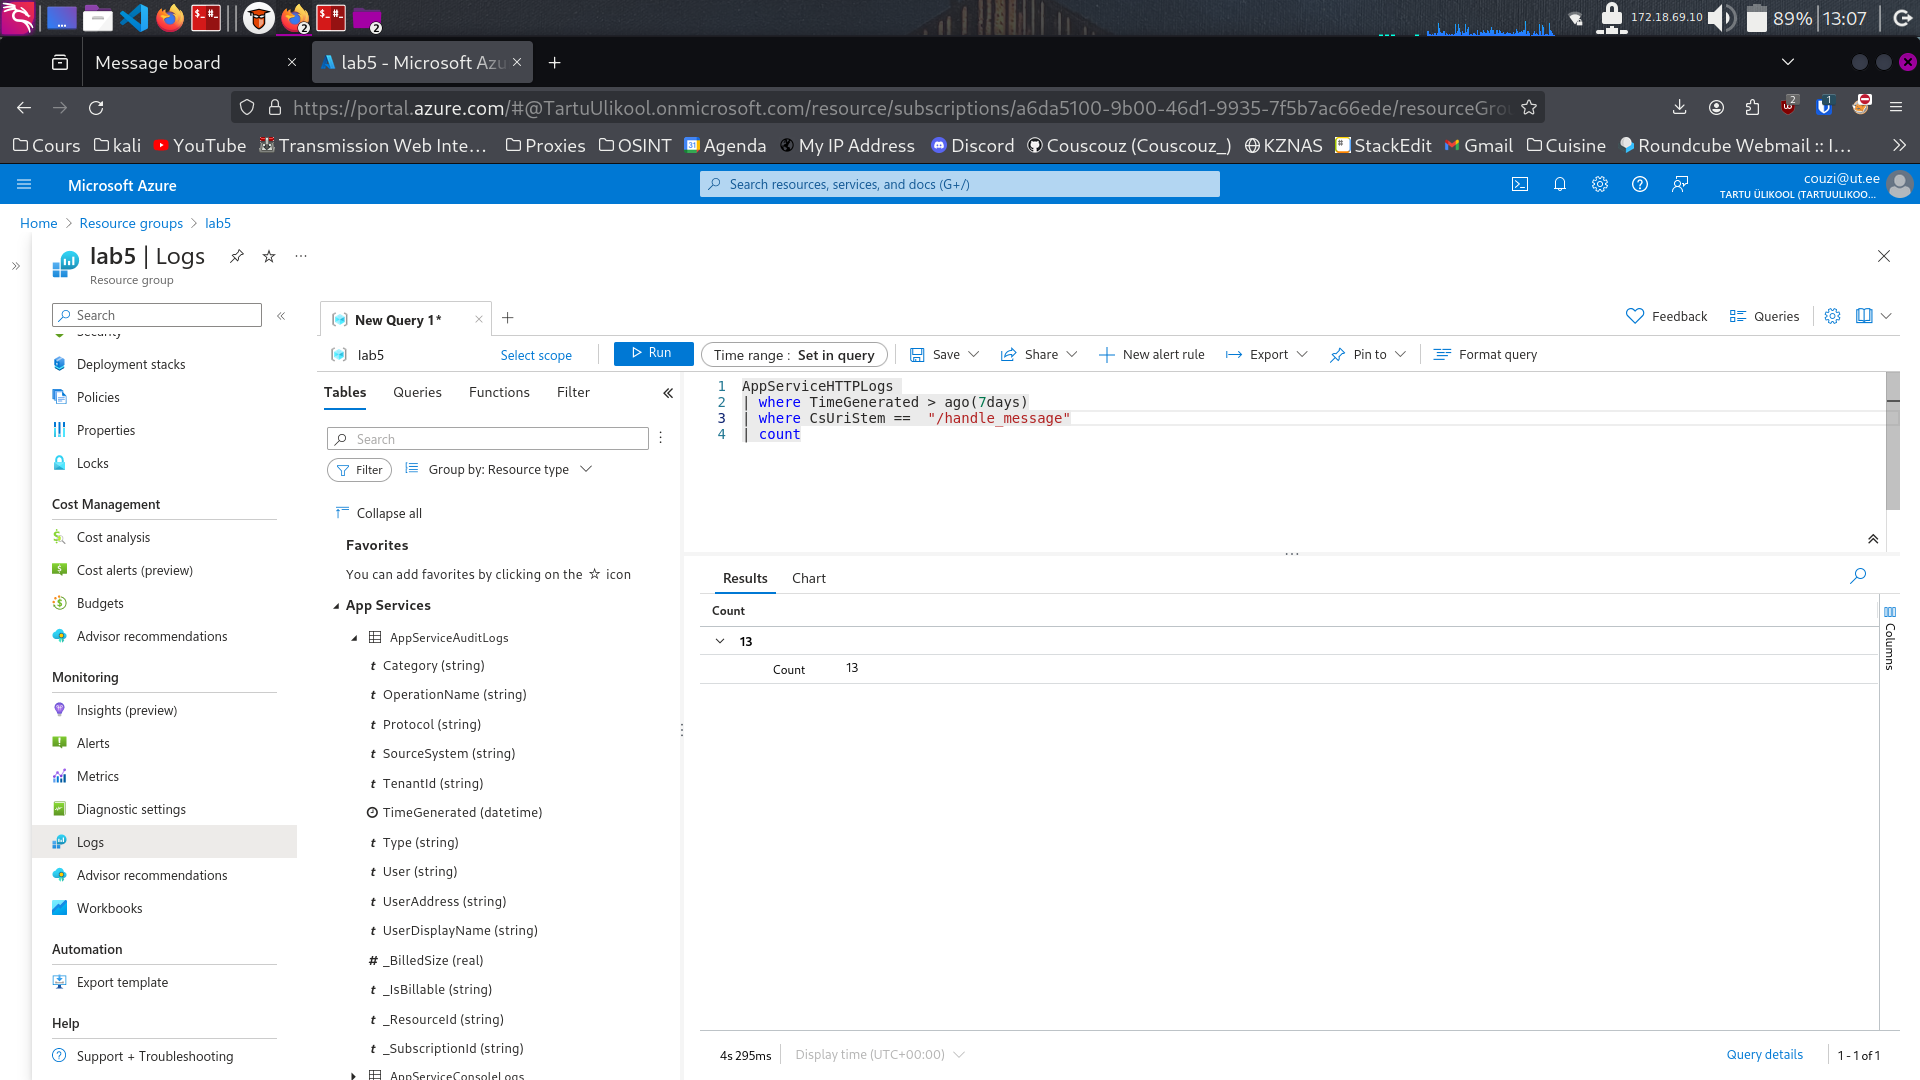 2
2
172.18.69.10
89%
13:07
Message board
lab5 - Microsoft Azu
https://portal.azure.com/#@TartuUlikool.onmicrosoft.com/resource/subscriptions/a6da5100-9b00-46d1-9935-7f5b7ac66ede/resourceGrou
2
1
Cours
kali
YouTube
Transmission Web Inte…
Proxies
OSINT
Agenda
My IP Address
Discord
Couscouz (Couscouz_)
KZNAS
StackEdit
Gmail
Cuisine
Roundcube Webmail :: I…
Microsoft Azure
Search resources, services, and docs (G+/)
couzi@ut.ee
TARTU ÜLIKOOL (TARTUULIKOO...
Home > Resource groups > lab5
lab5 | Logs
Resource group
Search
Security
Deployment stacks
Policies
Properties
Locks
Cost Management
Cost analysis
Cost alerts (preview)
Budgets
Advisor recommendations
Monitoring
Insights (preview)
Alerts
Metrics
Diagnostic settings
Logs
Advisor recommendations
Workbooks
Automation
Export template
Help
Support + Troubleshooting
New Query 1*
Feedback
Queries
lab5
Select scope
Run
Time range : Set in query
Save
Share
New alert rule
Export
Pin to
Format query
Tables
Queries
Functions
Filter
Search
Filter
Group by: Resource type
Collapse all
Favorites
You can add favorites by clicking on the ☆ icon
App Services
AppServiceAuditLogs
t Category (string)
t OperationName (string)
t Protocol (string)
t SourceSystem (string)
t TenantId (string)
TimeGenerated (datetime)
t Type (string)
t User (string)
t UserAddress (string)
t UserDisplayName (string)
# _BilledSize (real)
t _IsBillable (string)
t _ResourceId (string)
t _SubscriptionId (string)
AppServiceConsoleLogs
1 AppServiceHTTPLogs
2 | where TimeGenerated > ago(7days)
3 | where CsUriStem == "/handle_message"
4 | count
Results
Chart
Count
13
Count 13
Columns
4s 295ms
Display time (UTC+00:00)
Query details
1 - 1 of 1